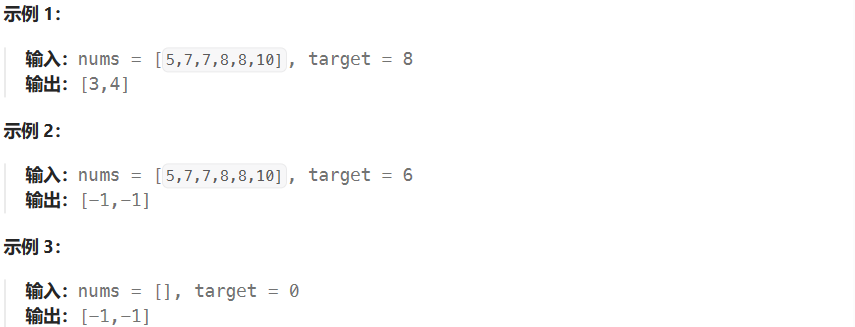 示例 1：
输入：nums = [5,7,7,8,8,10], target = 8
输出：[3,4]
示例 2：
输入：nums = [5,7,7,8,8,10], target = 6
输出：[-1,-1]
示例 3：
输入：nums = [], target = 0
输出：[-1,-1]